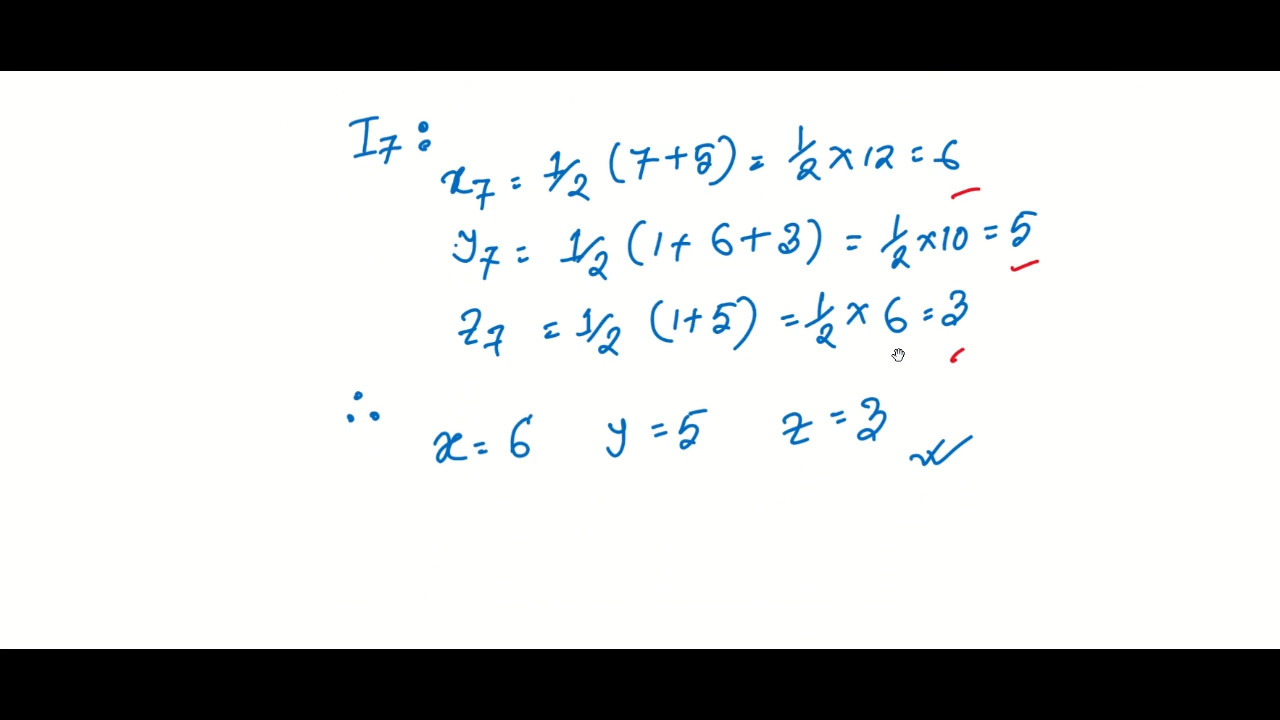 I₇ :
x₇ = 1/2 (7+5) = 1/2 × 12 = 6
y₇ = 1/2 (1+ 6+3) = 1/2 ×10 = 5
z₇ = 1/2 (1+5) = 1/2 × 6 = 3
∴ x = 6 y = 5 z = 3